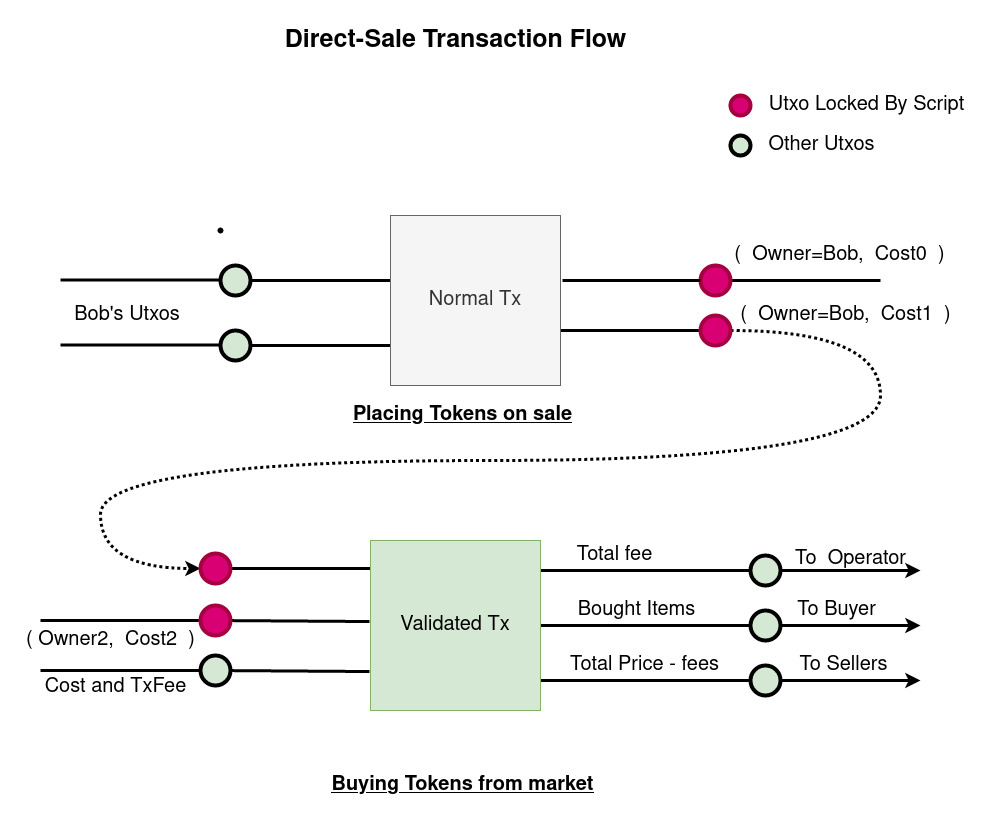 Direct-Sale Transaction Flow
Utxo Locked By Script
Other Utxos
( Owner=Bob, Cost0 )
Normal Tx
Bob's Utxos
( Owner=Bob, Cost1 )
Placing Tokens on sale
Total fee
To Operator
Bought Items
To Buyer
Validated Tx
( Owner2, Cost2 )
Total Price - fees
To Sellers
Cost and TxFee
Buying Tokens from market